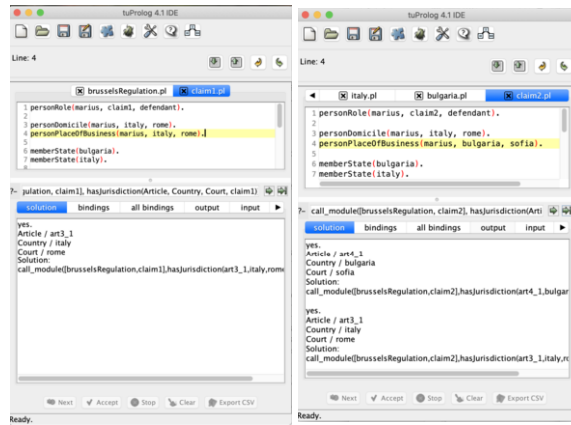 tuProlog 4.1 IDE
Line: 4
brusselsRegulation.pl claim1.pl
1 personRole(marius, claim1, defendant).
2
3 personDomicile(marius, italy, rome).
4 personPlaceOfBusiness(marius, italy, rome).
5
6 memberState(bulgaria).
7 memberState(italy).
?- julation, claim1], hasJurisdiction(Article, Country, Court, claim1)
solution bindings all bindings output input
yes.
Article / art3_1
Country / italy
Court / rome
Solution:
call_module([brusselsRegulation,claim1],hasJurisdiction(art3_1,italy,rome
Next Accept Stop Clear Export CSV
Ready.
tuProlog 4.1 IDE
Line: 4
italy.pl bulgaria.pl claim2.pl
1 personRole(marius, claim2, defendant).
2
3 personDomicile(marius, italy, rome).
4 personPlaceOfBusiness(marius, bulgaria, sofia).
5
6 memberState(bulgaria).
7 memberState(italy).
?- call_module([brusselsRegulation, claim2], hasJurisdiction(Arti
solution bindings all bindings output input
yes.
Article / art4_1
Country / bulgaria
Court / sofia
Solution:
call_module([brusselsRegulation,claim2],hasJurisdiction(art4_1,bulgar
yes.
Article / art3_1
Country / italy
Court / rome
Solution:
call_module([brusselsRegulation,claim2],hasJurisdiction(art3_1,italy,ro
Next Accept Stop Clear Export CSV
Ready.